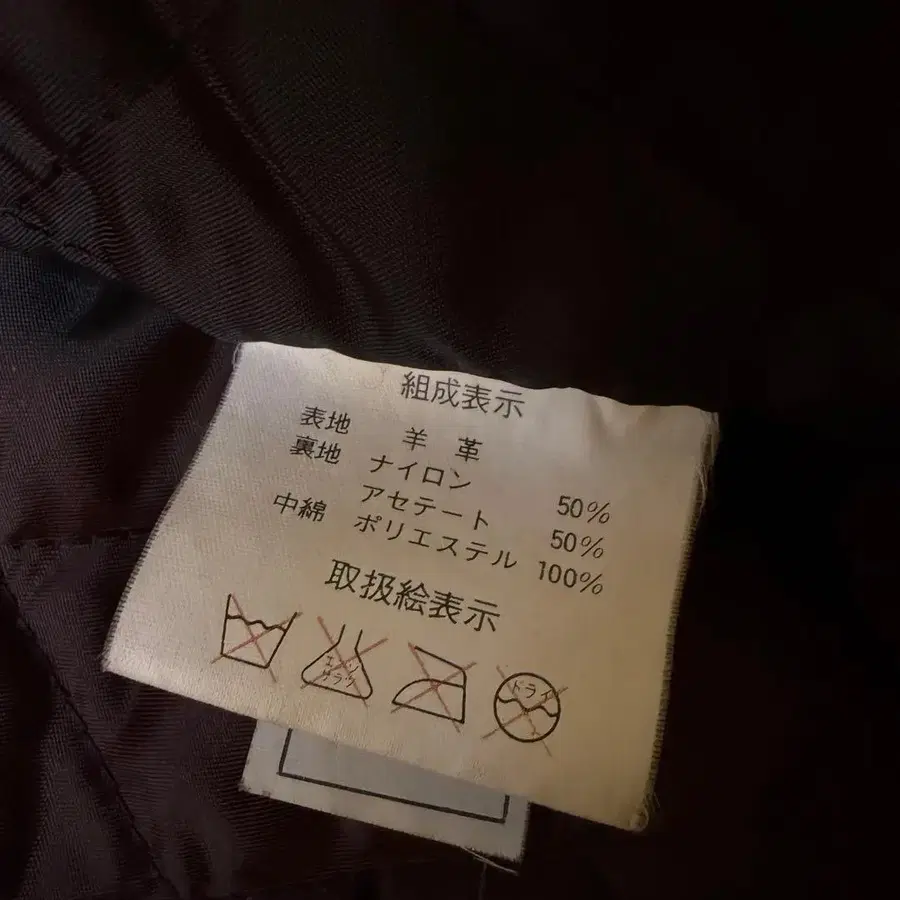 組成表示
表地 羊革
裏地 ナイロン 50%
アセテート 50%
中綿 ポリエステル 100%
取扱絵表示
エンソ
サラシ
ドライ